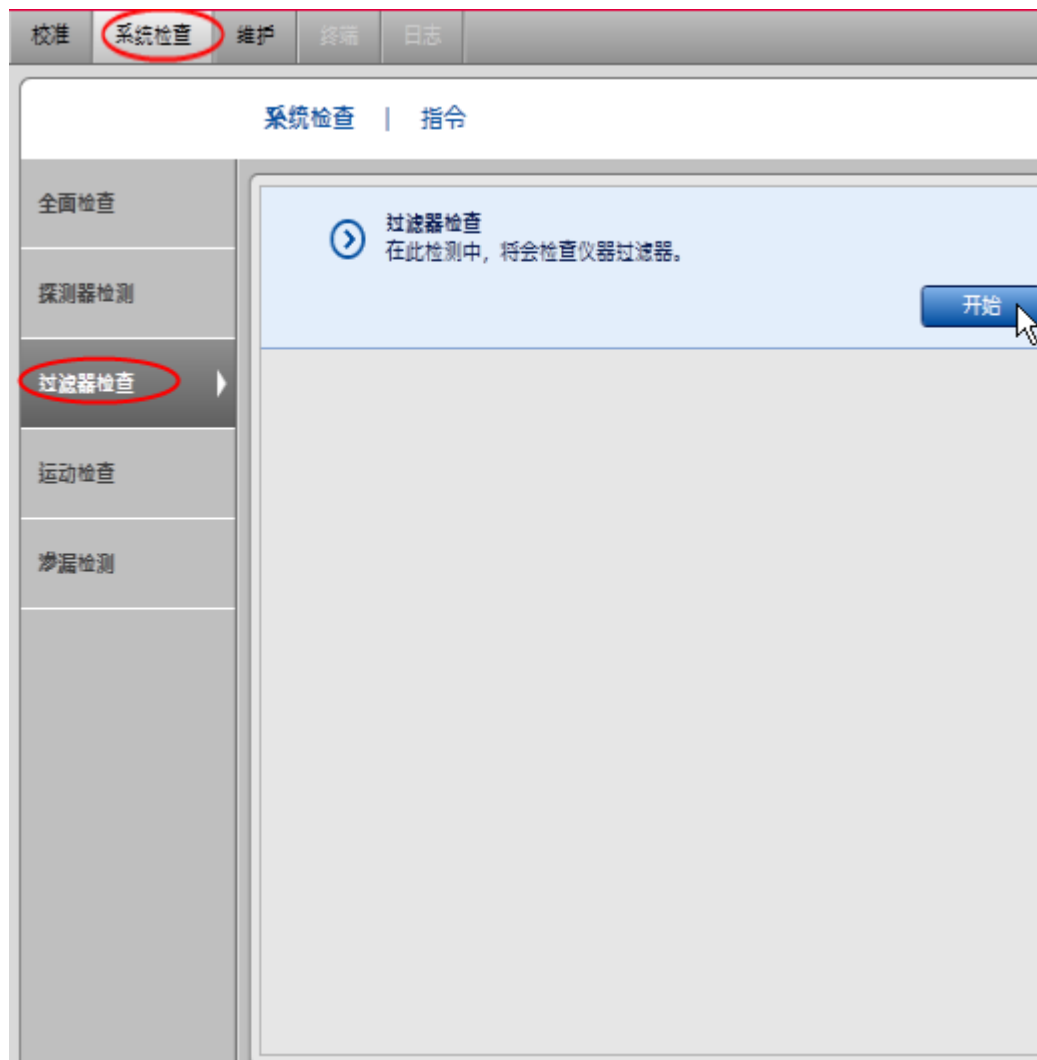 校准 系统检查 维护 终端 日志
系统检查 | 指令
全面检查
过滤器检查
在此检测中，将会检查仪器过滤器。
探测器检测
开始
过滤器检查
运动检查
渗漏检测